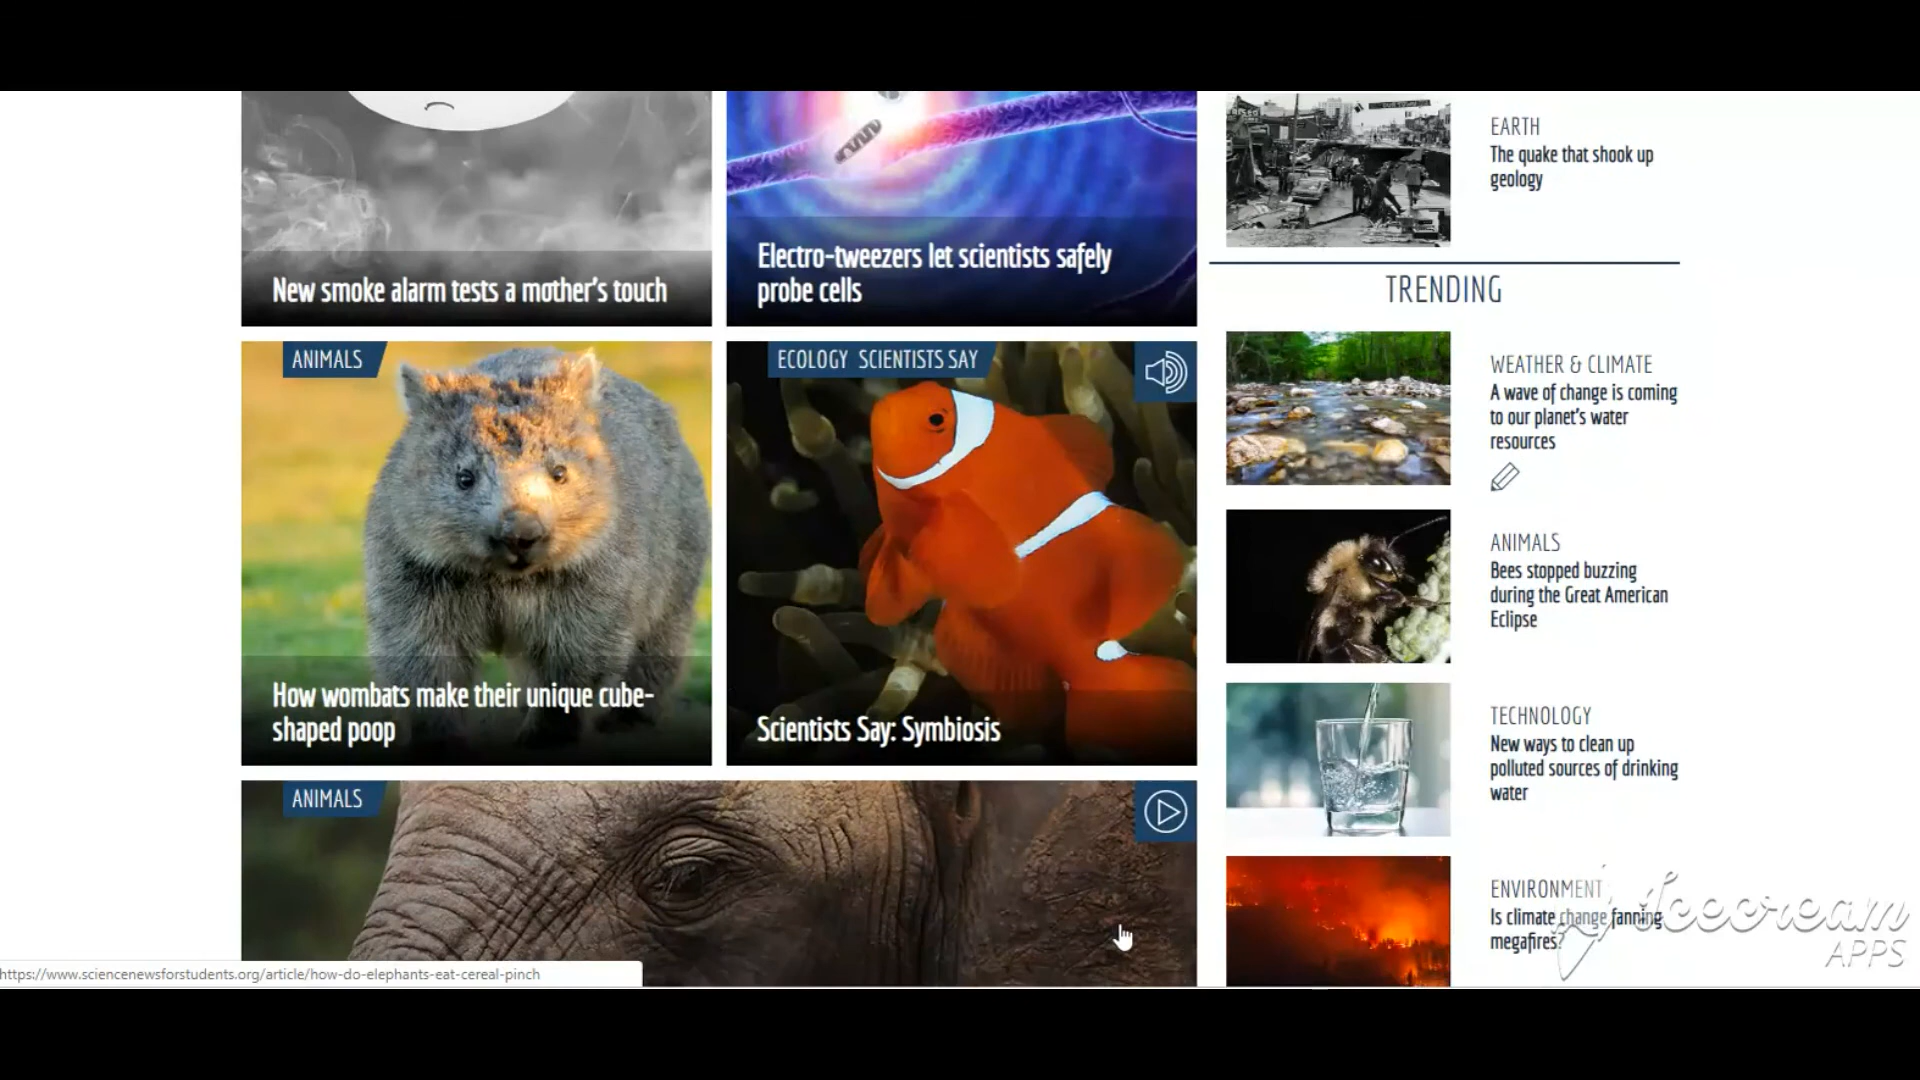 New smoke alarm tests a mother's touch
Electro-tweezers let scientists safely
probe cells
ANIMALS
How wombats make their unique cube-
shaped poop
ECOLOGY SCIENTISTS SAY
Scientists Say: Symbiosis
ANIMALS
EARTH
The quake that shook up
geology
TRENDING
WEATHER & CLIMATE
A wave of change is coming
to our planet's water
resources
ANIMALS
Bees stopped buzzing
during the Great American
Eclipse
TECHNOLOGY
New ways to clean up
polluted sources of drinking
water
ENVIRONMENT
Is climate change fanning
megafires?
Icecream
APPS
https://www.sciencenewsforstudents.org/article/how-do-elephants-eat-cereal-pinch